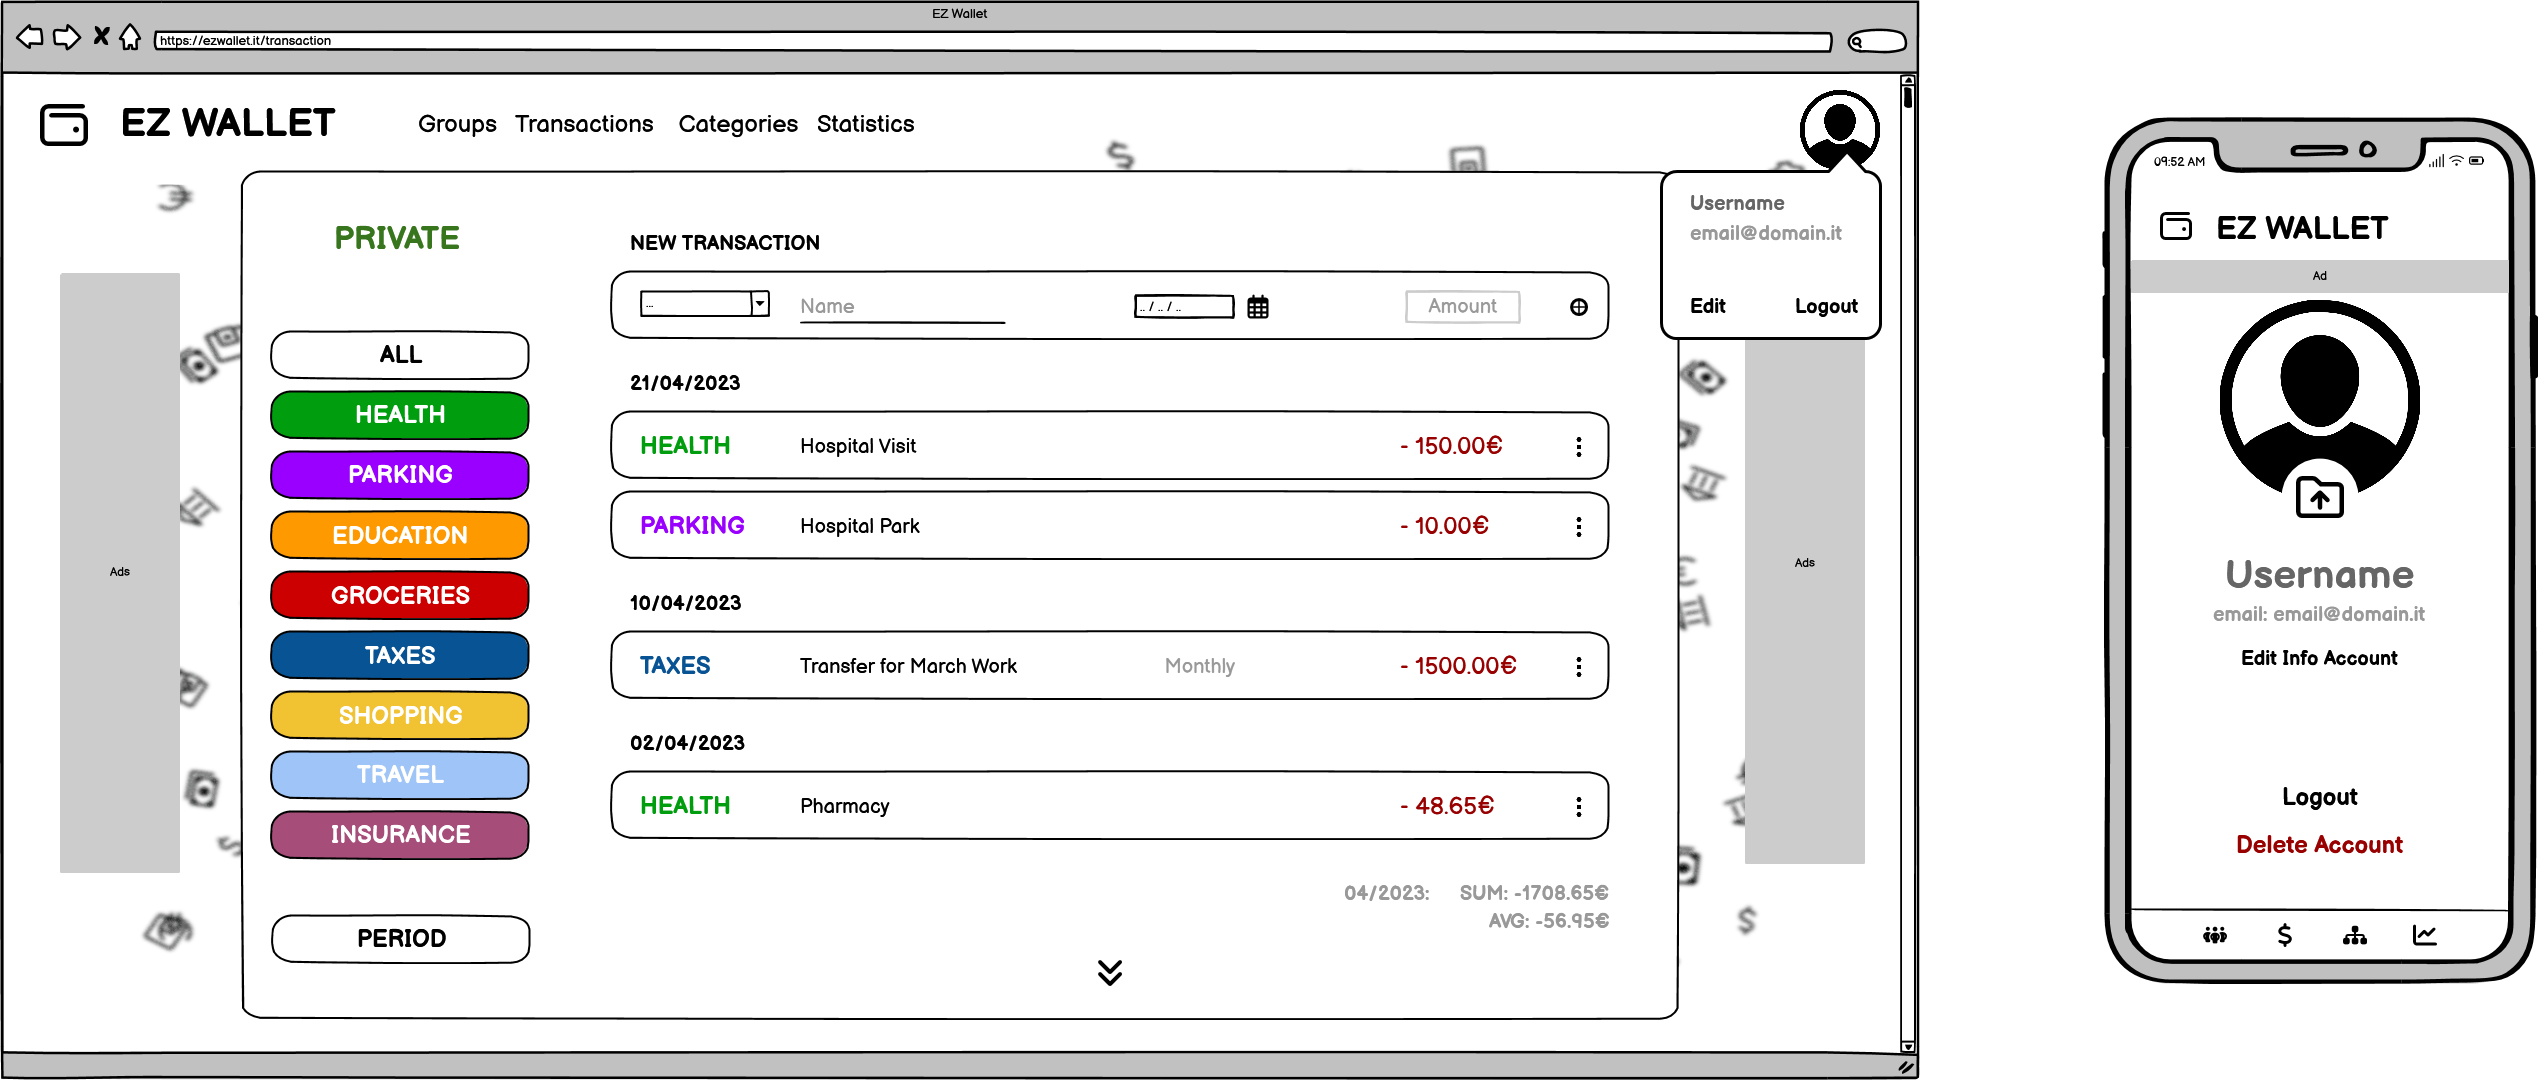 EZ Wallet
https://ezwallet.it/transaction
EZ WALLET
Groups Transactions Categories Statistics
Username
email@domain.it
Edit Logout
PRIVATE
ALL
HEALTH
PARKING
EDUCATION
GROCERIES
TAXES
SHOPPING
TRAVEL
INSURANCE
PERIOD
NEW TRANSACTION
... Name .. / .. / .. Amount
21/04/2023
HEALTH Hospital Visit - 150.00€
PARKING Hospital Park - 10.00€
10/04/2023
TAXES Transfer for March Work Monthly - 1500.00€
02/04/2023
HEALTH Pharmacy - 48.65€
04/2023: SUM: -1708.65€
AVG: -56.95€
Ads
Ads
09:52 AM
EZ WALLET
Ad
Username
email: email@domain.it
Edit Info Account
Logout
Delete Account